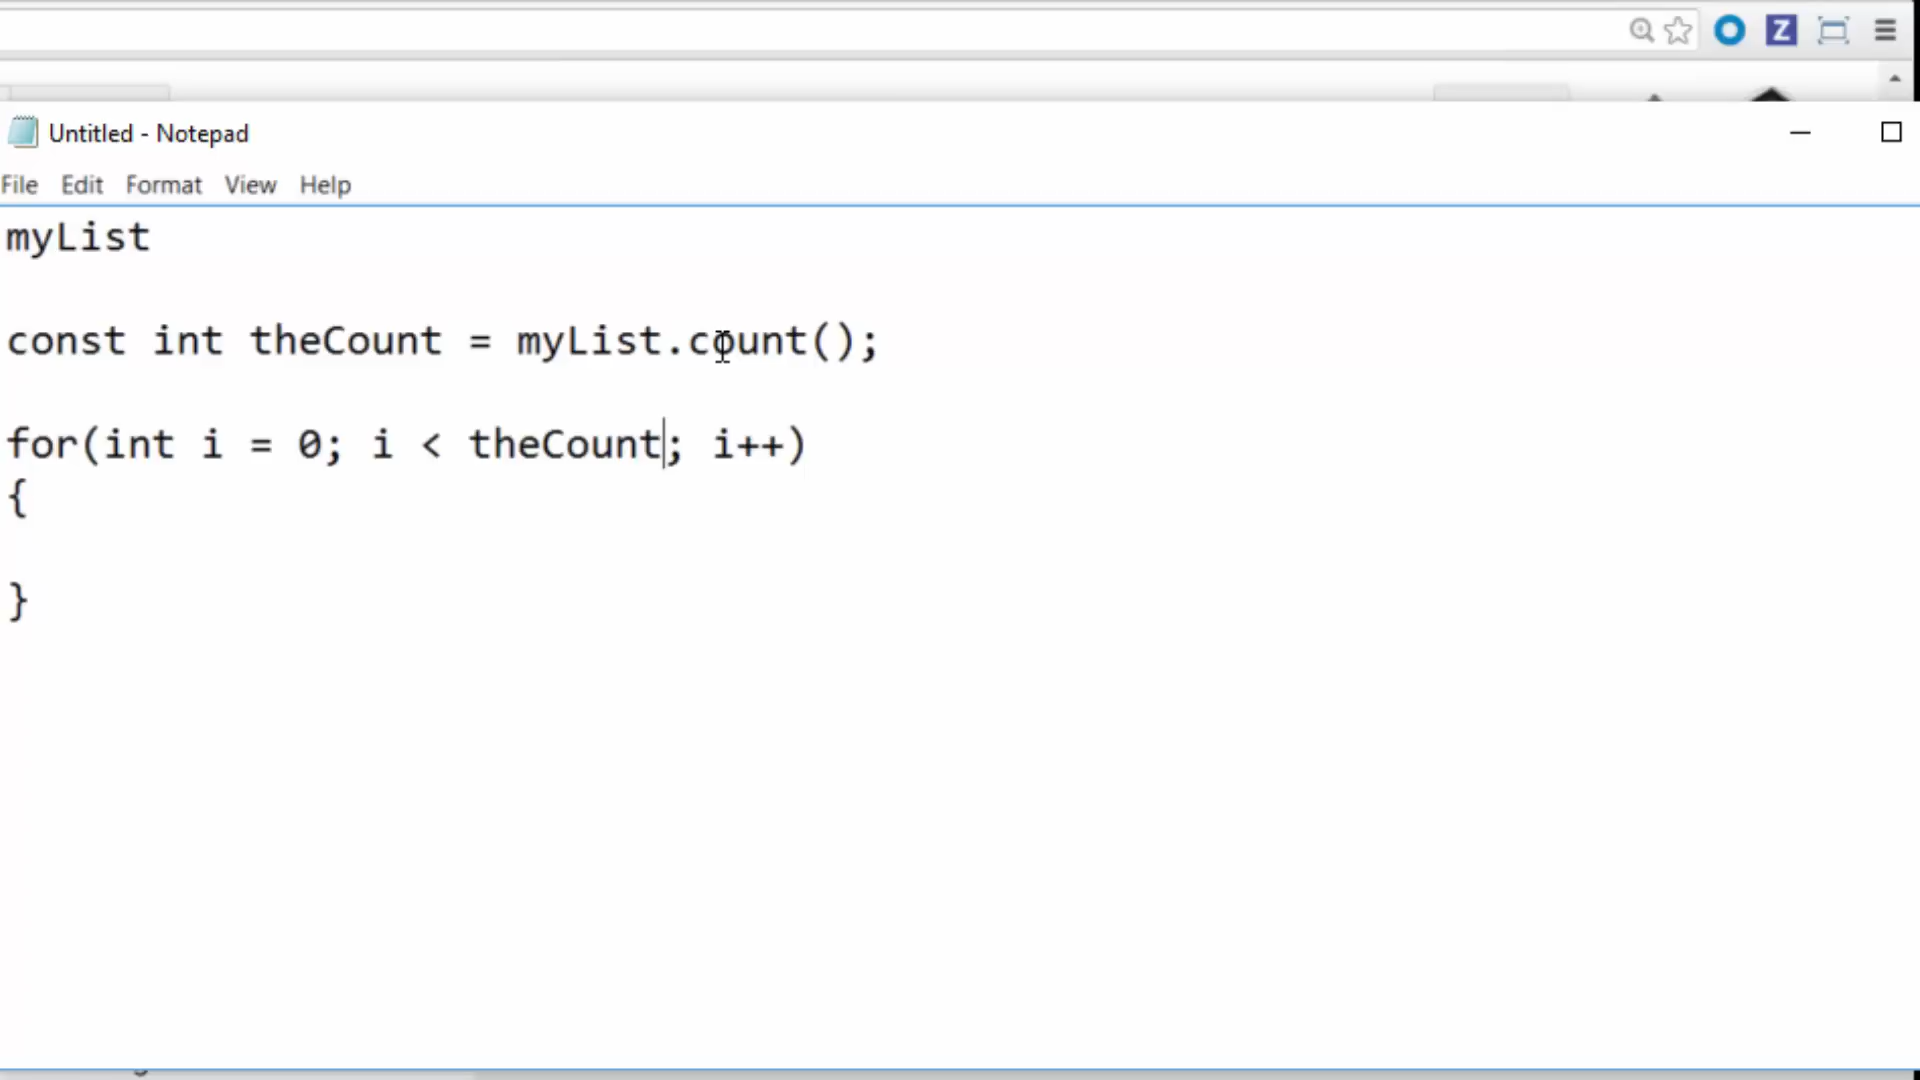 Z
Untitled - Notepad
File Edit Format View Help
myList
const int theCount = myList.count();
for(int i = 0; i < theCount; i++)
{
}